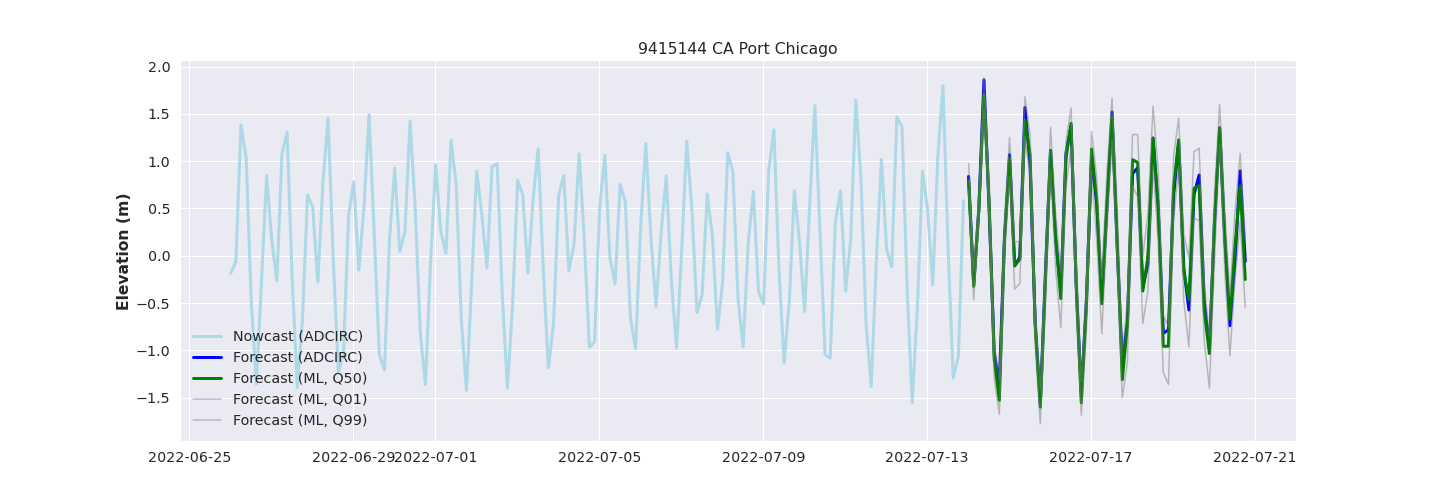 9415144 CA Port Chicago
Elevation (m)
2.0
1.5
1.0
0.5
0.0
−0.5
−1.0
−1.5
Nowcast (ADCIRC)
Forecast (ADCIRC)
Forecast (ML, Q50)
Forecast (ML, Q01)
Forecast (ML, Q99)
2022-06-25
2022-06-29
2022-07-01
2022-07-05
2022-07-09
2022-07-13
2022-07-17
2022-07-21